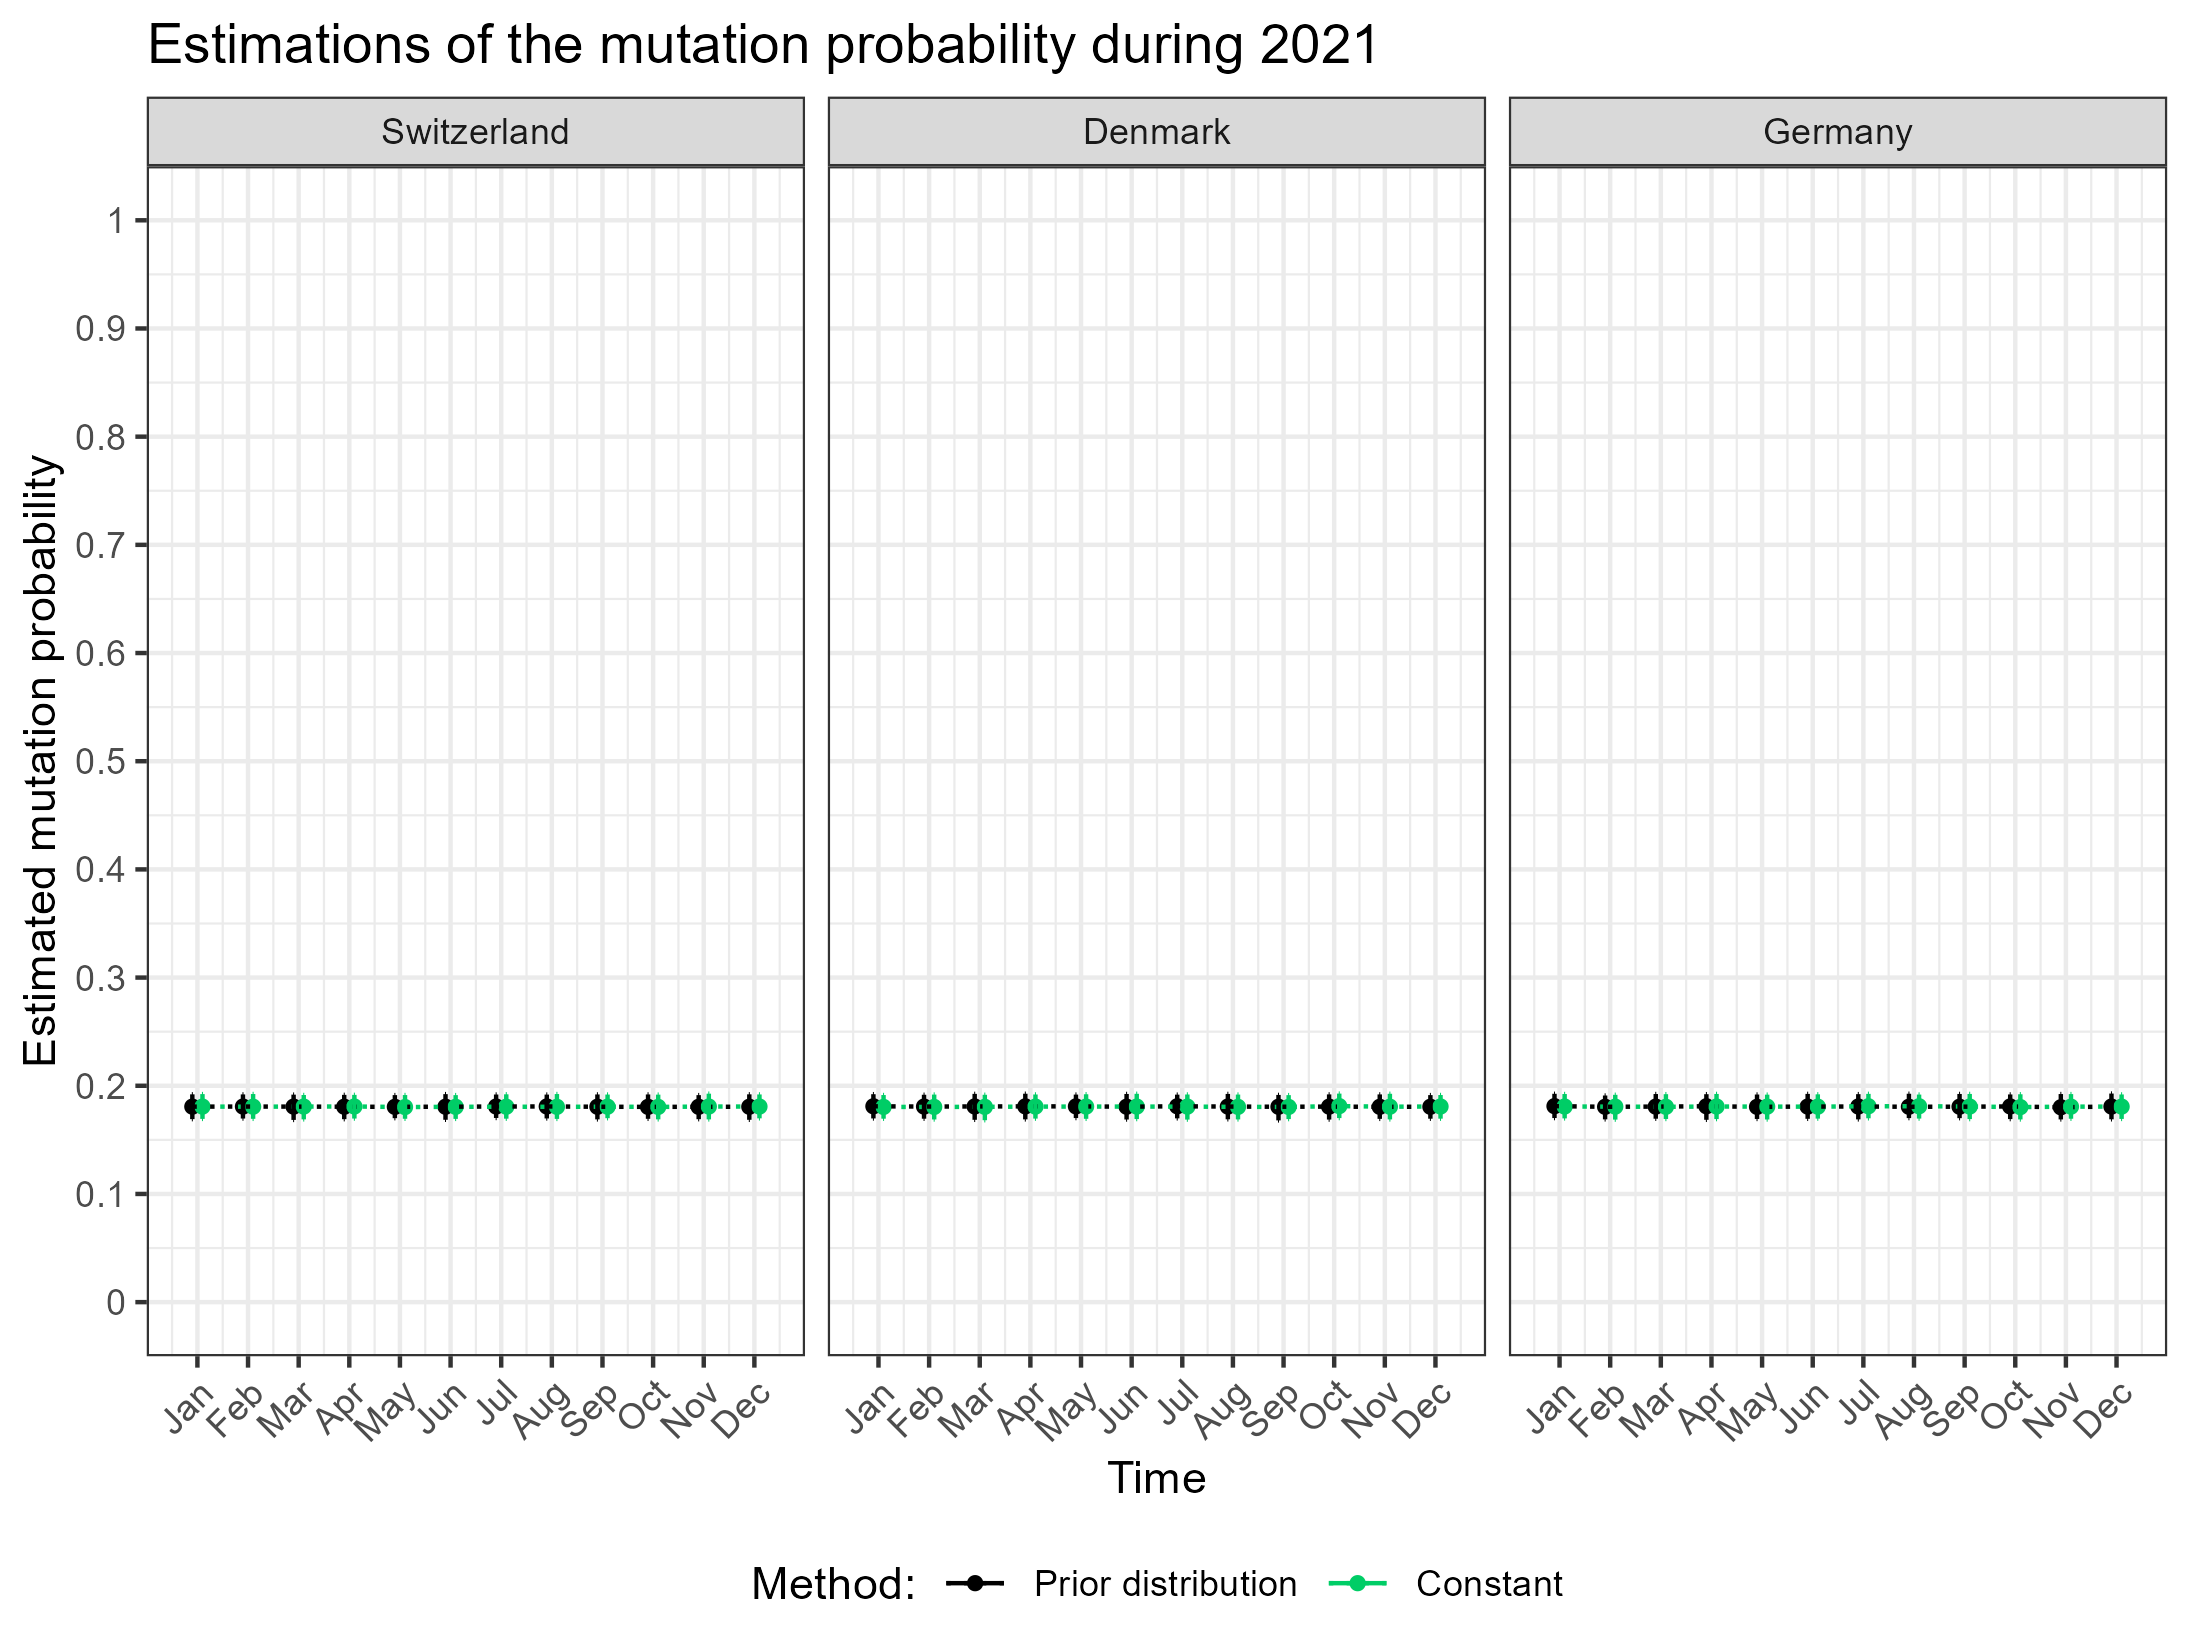 Estimations of the mutation probability during 2021
Switzerland
Denmark
Germany
Estimated mutation probability
1
0.9
0.8
0.7
0.6
0.5
0.4
0.3
0.2
0.1
0
Jan Feb Mar Apr May Jun Jul Aug Sep Oct Nov Dec
Jan Feb Mar Apr May Jun Jul Aug Sep Oct Nov Dec
Jan Feb Mar Apr May Jun Jul Aug Sep Oct Nov Dec
Time
Method: Prior distribution Constant